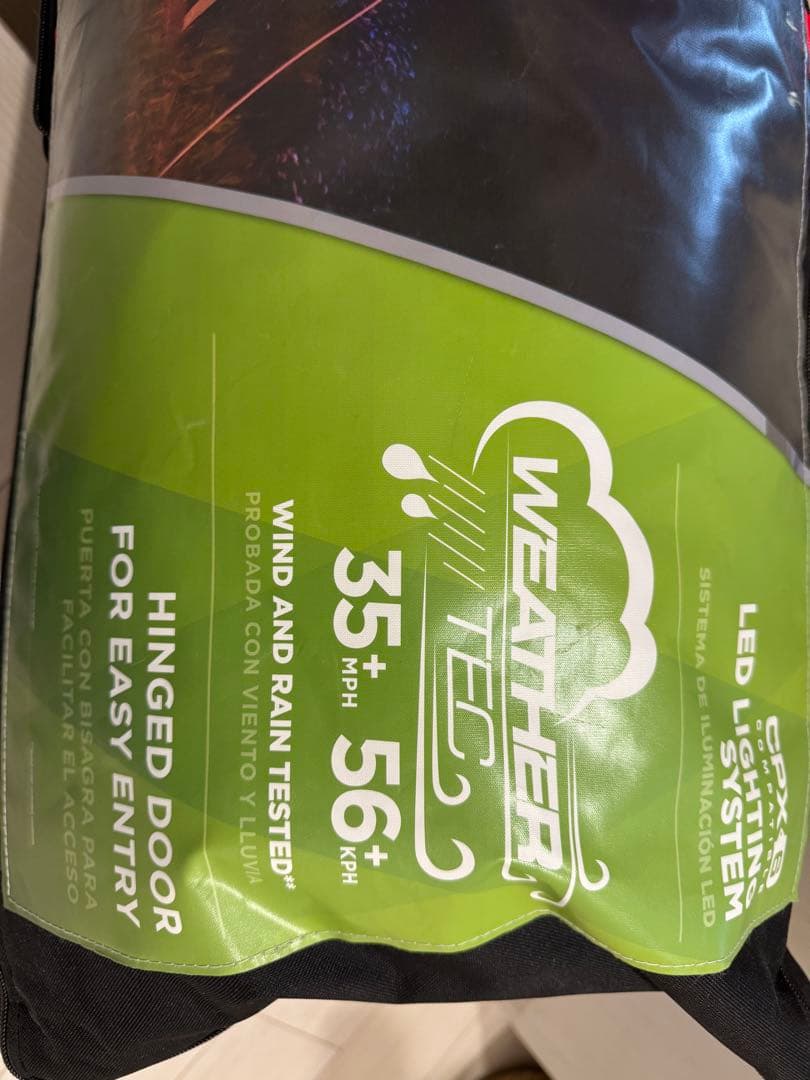 CPX
COMPATIBLE
LED LIGHTING
SYSTEM
SISTEMA DE ILUMINACIÓN LED
WEATHER
TEC
35+ MPH 56+ KPH
WIND AND RAIN TESTED‡
PROBADA CON VIENTO Y LLUVIA
HINGED DOOR
FOR EASY ENTRY
PUERTA CON BISAGRA PARA
FACILITAR EL ACCESO